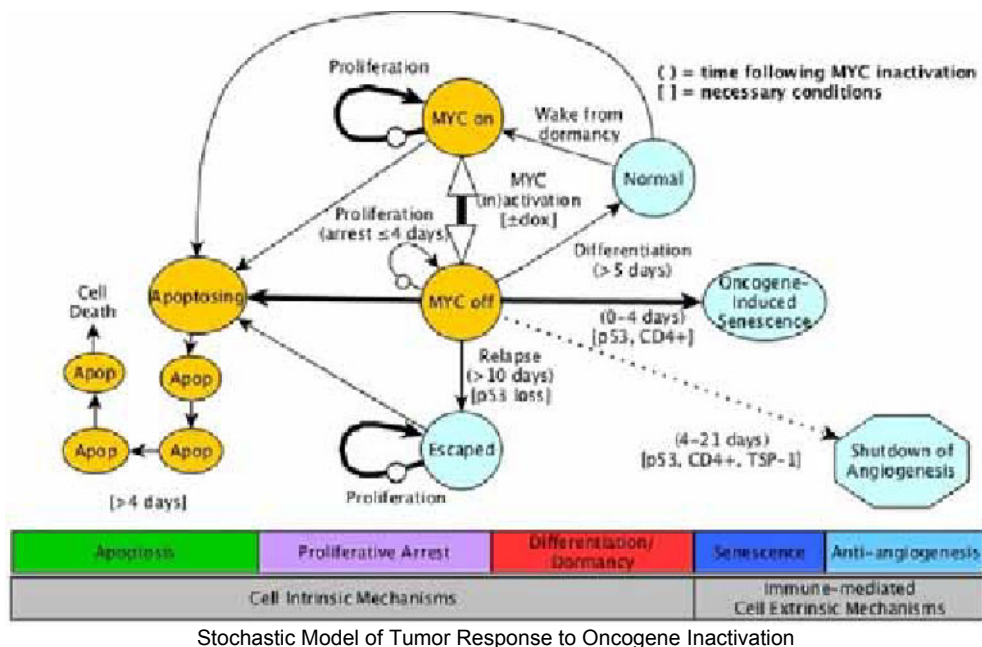 Proliferation
( ) = time following MYC inactivation
[ ] = necessary conditions
MYC on
Wake from
dormancy
Normal
MYC
(in)activation
[±dox]
Proliferation
(arrest ≤4 days)
Differentiation
(>5 days)
Cell
Death
Apoptosing
MYC off
Oncogene-
Induced
Senescence
(0-4 days)
[p53, CD4+]
Relapse
(>10 days)
[p53 loss]
Apop
Apop
Apop
Apop
Escaped
(4-21 days)
[p53, CD4+, TSP-1]
Shutdown of
Angiogenesis
[>4 days]
Proliferation
Apoptosis
Proliferative Arrest
Differentiation/
Dormancy
Senescence
Anti-angiogenesis
Cell Intrinsic Mechanisms
Immune-mediated
Cell Extrinsic Mechanisms
Stochastic Model of Tumor Response to Oncogene Inactivation